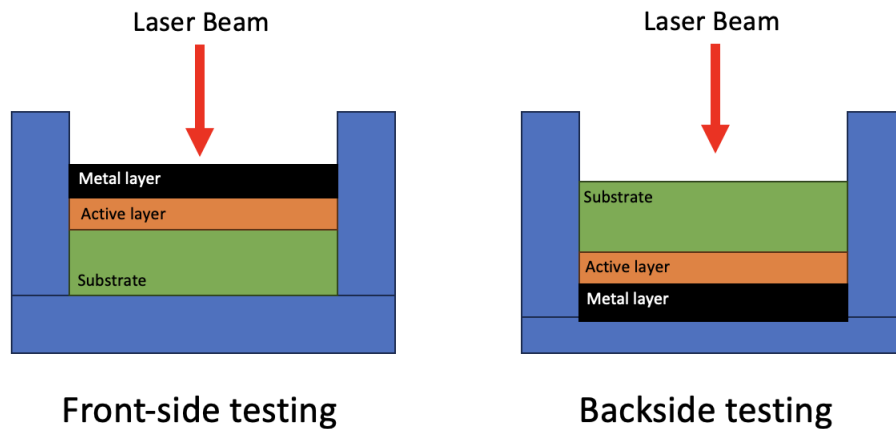 Laser Beam
Metal layer
Active layer
Substrate
Front-side testing
Laser Beam
Substrate
Active layer
Metal layer
Backside testing